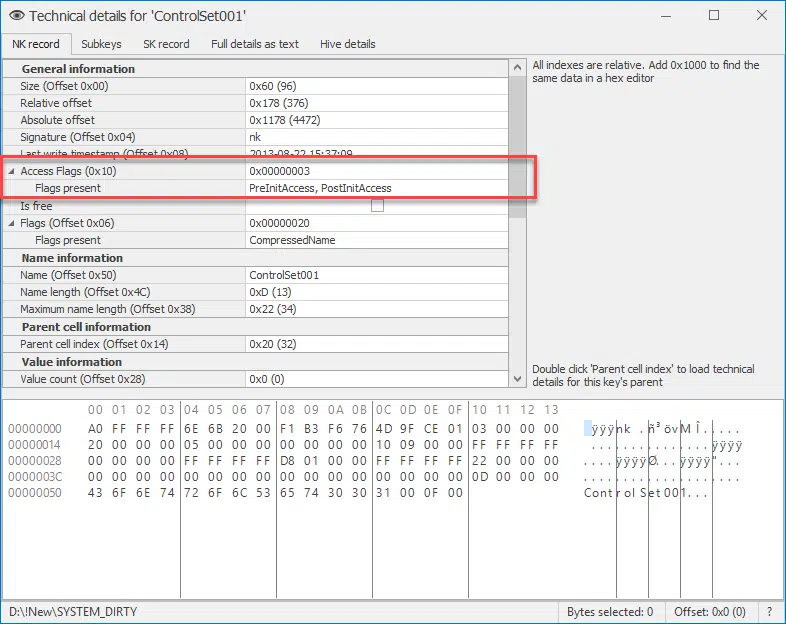 Technical details for 'ControlSet001'
NK record Subkeys SK record Full details as text Hive details
General information
Size (Offset 0x00) 0x60 (96)
Relative offset 0x178 (376)
Absolute offset 0x1178 (4472)
Signature (Offset 0x04) nk
Last write timestamp (Offset 0x08) 2013-08-22 15:37:09
Access Flags (0x10) 0x00000003
Flags present PreInitAccess, PostInitAccess
Is free
Flags (Offset 0x06) 0x00000020
Flags present CompressedName
Name information
Name (Offset 0x50) ControlSet001
Name length (Offset 0x4C) 0xD (13)
Maximum name length (Offset 0x38) 0x22 (34)
Parent cell information
Parent cell index (Offset 0x14) 0x20 (32)
Value information
Value count (Offset 0x28) 0x0 (0)
All indexes are relative. Add 0x1000 to find the
same data in a hex editor
Double click 'Parent cell index' to load technical
details for this key's parent
00 01 02 03 04 05 06 07 08 09 0A 0B 0C 0D 0E 0F 10 11 12 13
00000000 A0 FF FF FF 6E 6B 20 00 F1 B3 F6 76 4D 9F CE 01 03 00 00 00 ÿÿÿnk .ñ³övM Î.....
00000014 20 00 00 00 05 00 00 00 00 00 00 00 10 09 00 00 FF FF FF FF ...............ÿÿÿÿ
00000028 00 00 00 00 FF FF FF FF D8 01 00 00 FF FF FF FF 22 00 00 00 ....ÿÿÿÿØ...ÿÿÿÿ"...
0000003C 00 00 00 00 00 00 00 00 00 00 00 00 00 00 00 00 0D 00 00 00 ....................
00000050 43 6F 6E 74 72 6F 6C 53 65 74 30 30 31 00 0F 00 ControlSet001...
D:\!New\SYSTEM_DIRTY Bytes selected: 0 Offset: 0x0 (0) ?